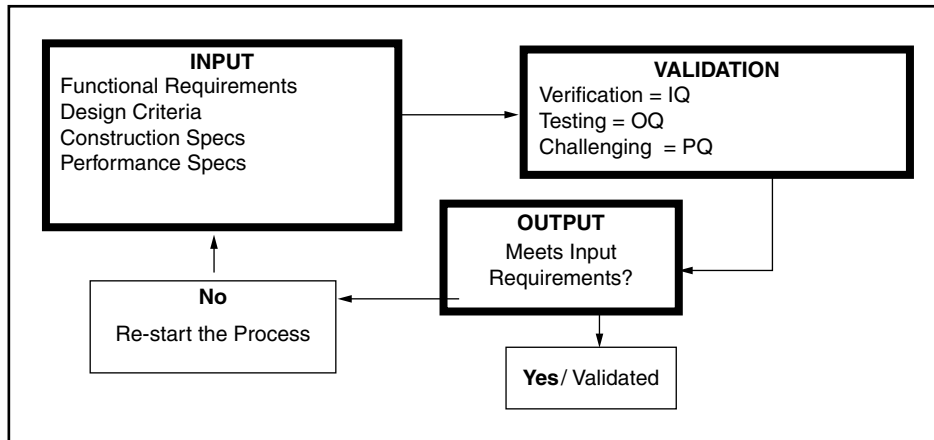 INPUT
Functional Requirements
Design Criteria
Construction Specs
Performance Specs
VALIDATION
Verification = IQ
Testing = OQ
Challenging = PQ
OUTPUT
Meets Input
Requirements?
No
Re-start the Process
Yes/ Validated